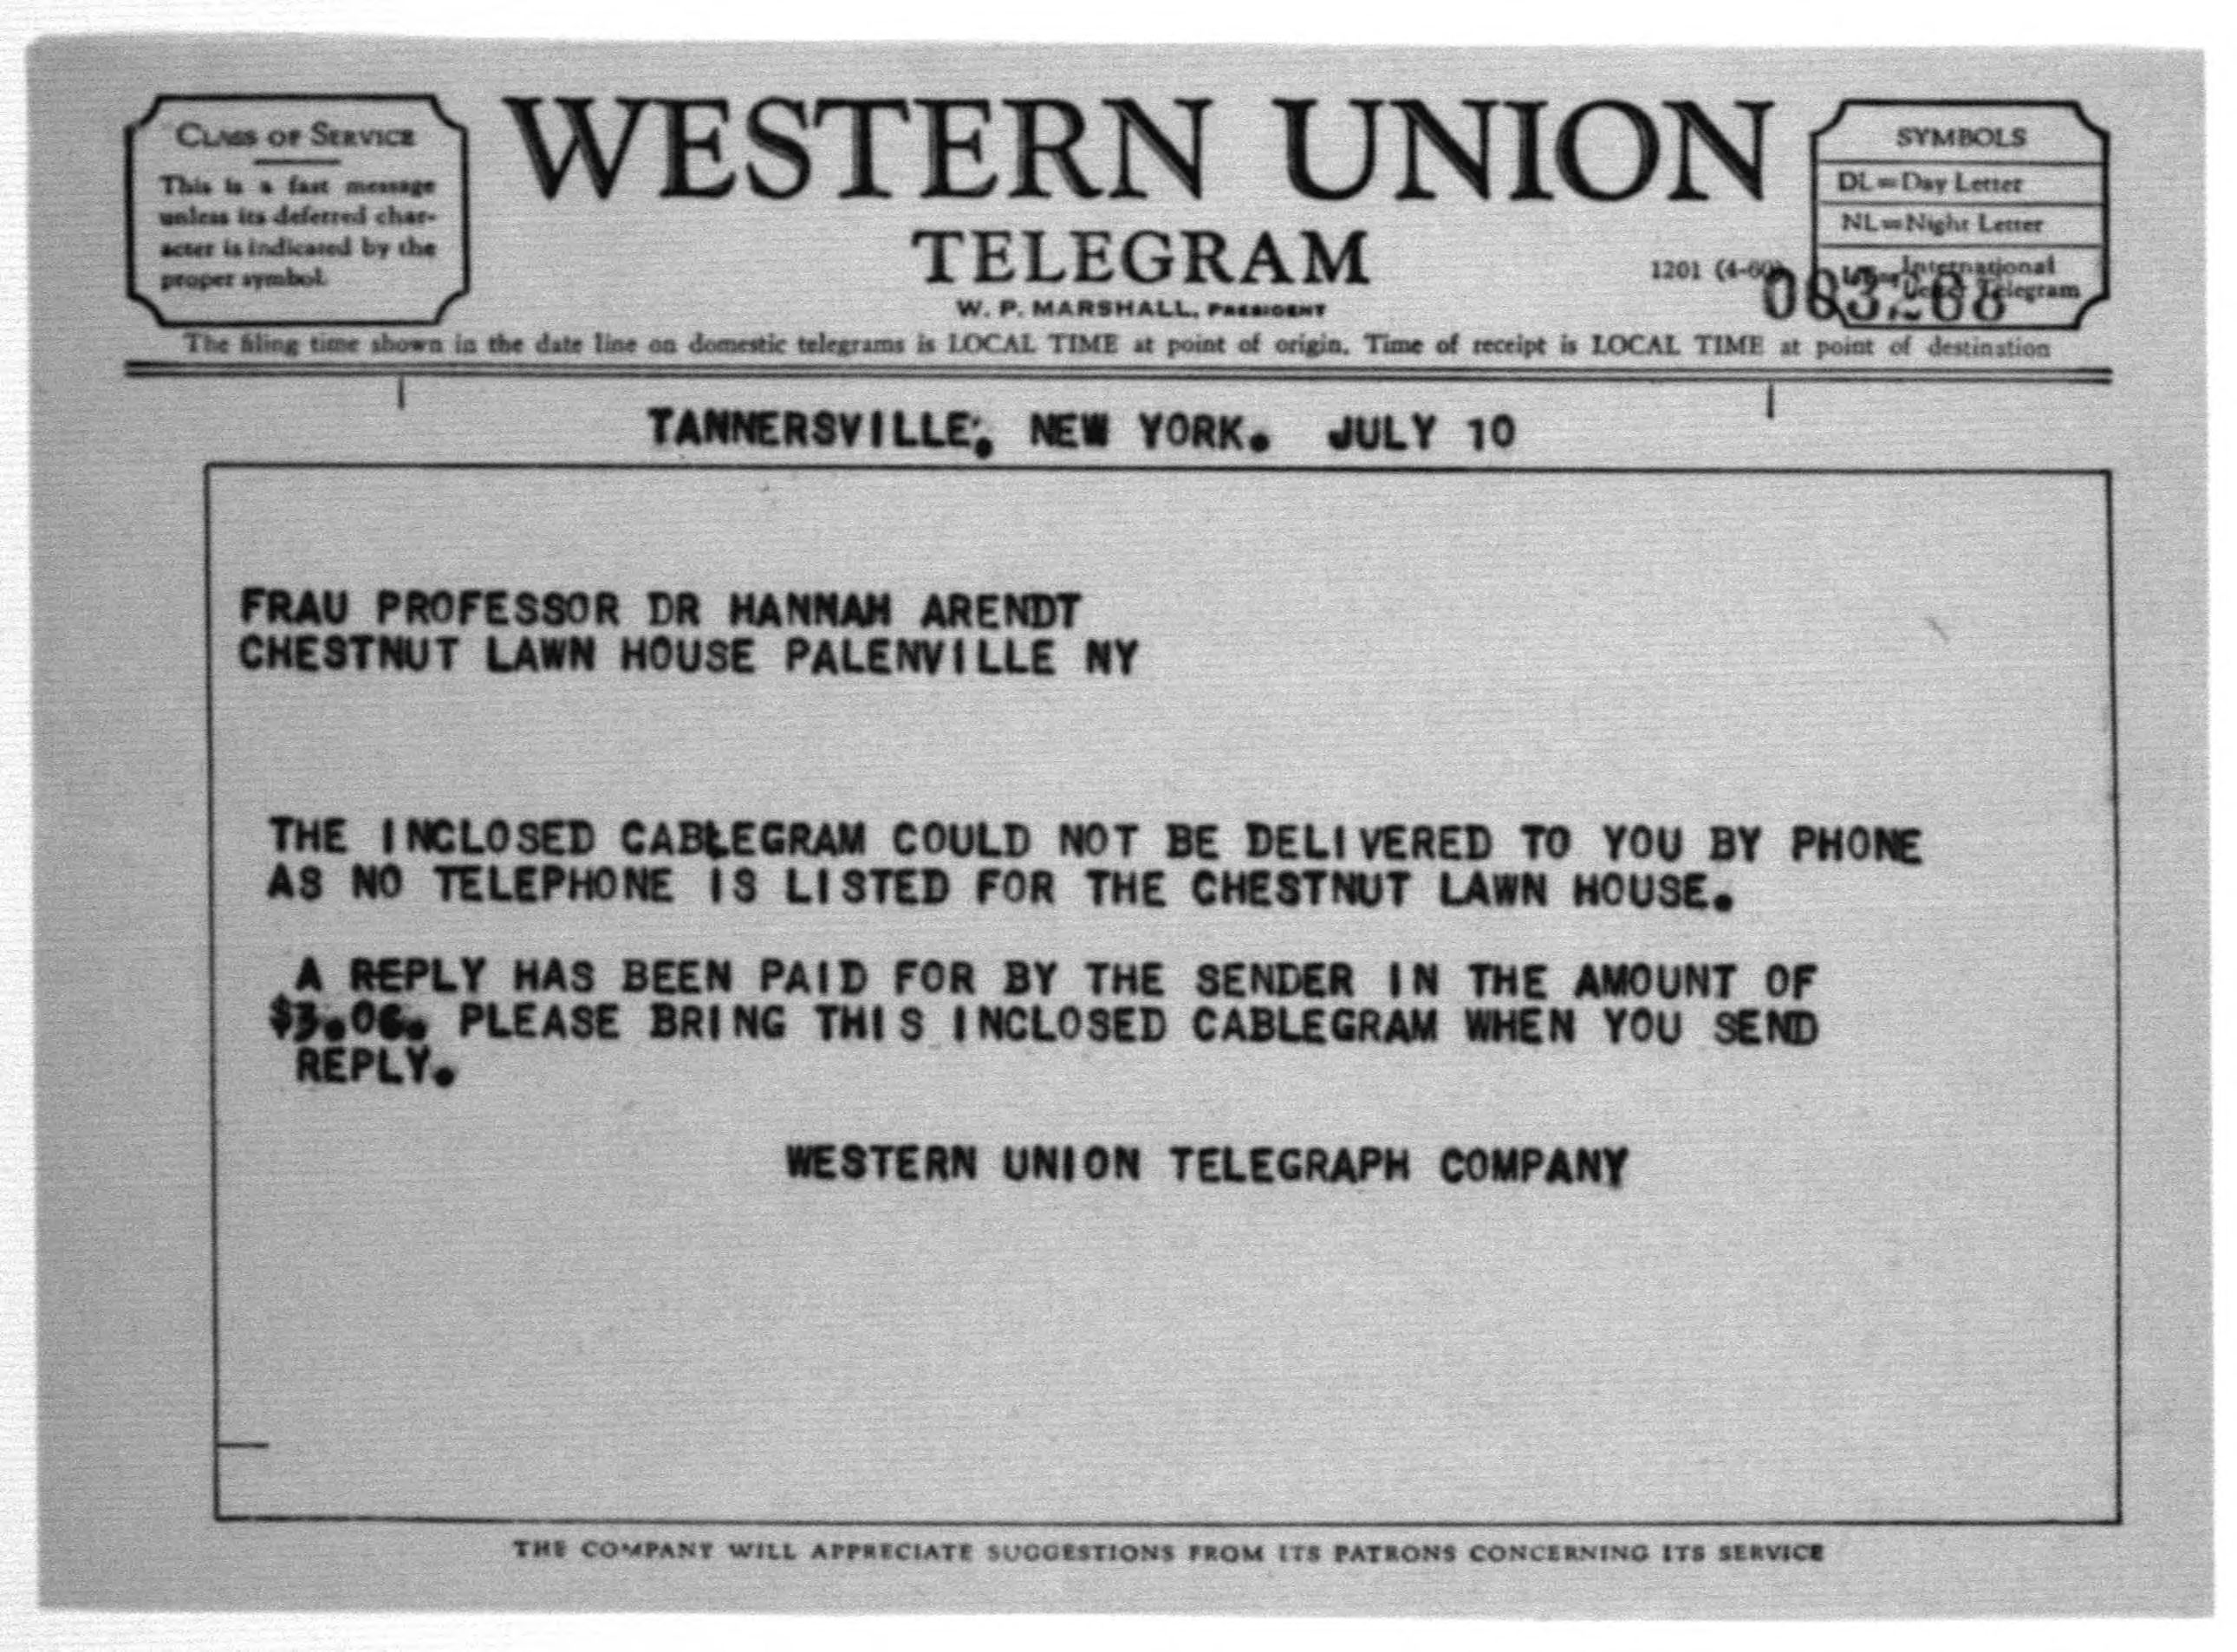 CLASS OF SERVICE
This is a fast message
unless its deferred char-
acter is indicated by the
proper symbol.
WESTERN UNION
TELEGRAM
W. P. MARSHALL, PRESIDENT
1201 (4-60)
SYMBOLS
DL=Day Letter
NL=Night Letter
International
Telegram
The filing time shown in the date line on domestic telegrams is LOCAL TIME at point of origin. Time of receipt is LOCAL TIME at point of destination
TANNERSVILLE, NEW YORK. JULY 10
FRAU PROFESSOR DR HANNAH ARENDT
CHESTNUT LAWN HOUSE PALENVILLE NY
THE INCLOSED CABLEGRAM COULD NOT BE DELIVERED TO YOU BY PHONE
AS NO TELEPHONE IS LISTED FOR THE CHESTNUT LAWN HOUSE.
A REPLY HAS BEEN PAID FOR BY THE SENDER IN THE AMOUNT OF
$3.06. PLEASE BRING THIS INCLOSED CABLEGRAM WHEN YOU SEND
REPLY.
WESTERN UNION TELEGRAPH COMPANY
THE COMPANY WILL APPRECIATE SUGGESTIONS FROM ITS PATRONS CONCERNING ITS SERVICE